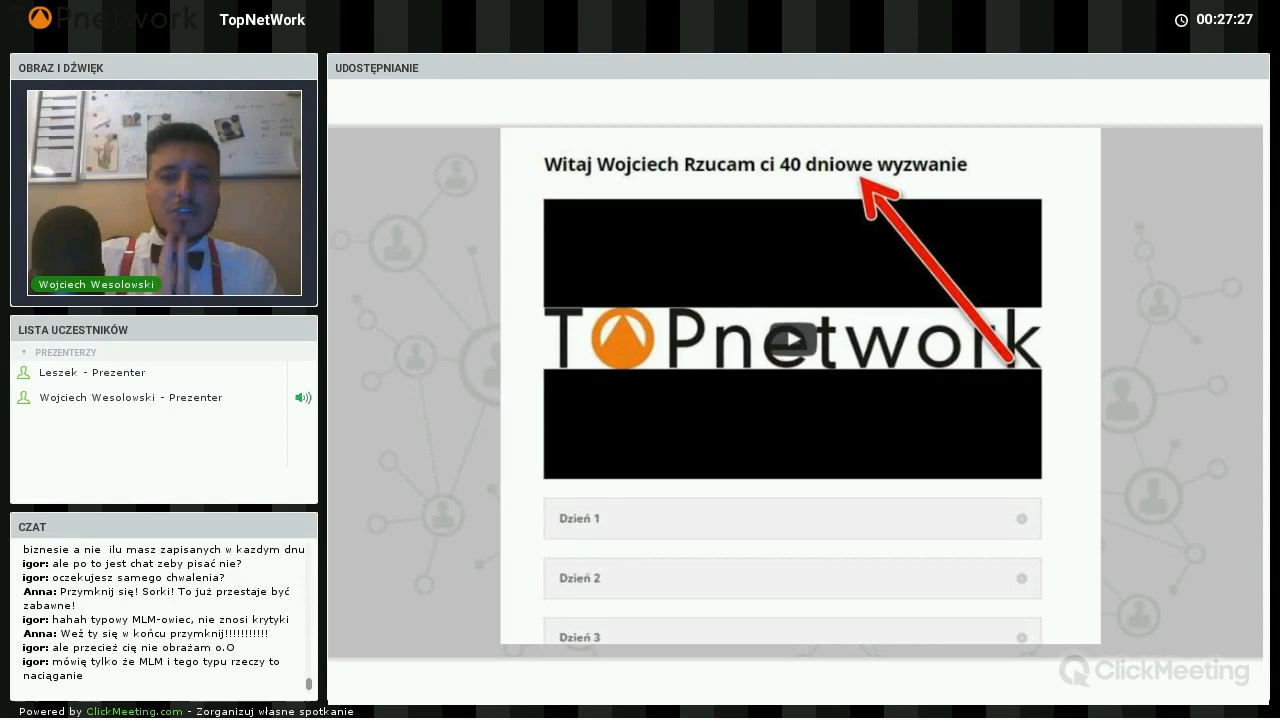 TOPnetwork
TopNetWork
00:27:27
OBRAZ I DŹWIĘK
Wojciech Wesolowski
LISTA UCZESTNIKÓW
PREZENTERZY
Leszek - Prezenter
Wojciech Wesolowski - Prezenter
CZAT
biznesie a nie ilu masz zapisanych w kazdym dnu
igor: ale po to jest chat zeby pisać nie?
igor: oczekujesz samego chwalenia?
Anna: Przymknij się! Sorki! To już przestaje być
zabawne!
igor: hahah typowy MLM-owiec, nie znosi krytyki
Anna: Weź ty się w końcu przymknij!!!!!!!!!!!
igor: ale przecież cię nie obrażam o.O
igor: mówię tylko że MLM i tego typu rzeczy to
naciąganie
Powered by ClickMeeting.com - Zorganizuj własne spotkanie
UDOSTĘPNIANIE
Witaj Wojciech Rzucam ci 40 dniowe wyzwanie
TOPnetwork
Dzień 1
Dzień 2
Dzień 3
ClickMeeting